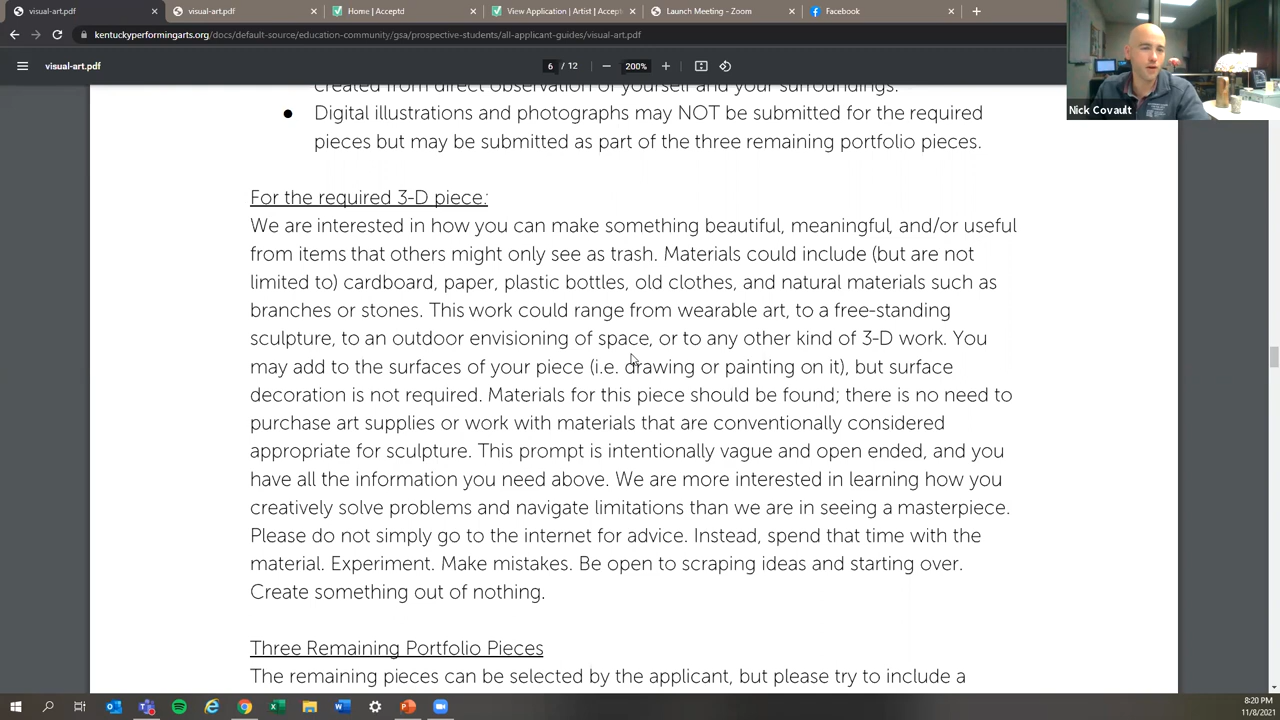 visual-art.pdf
visual-art.pdf
Home | Acceptd
View Application | Artist | Accept
Launch Meeting - Zoom
Facebook
kentuckyperformingarts.org/docs/default-source/education-community/gsa/prospective-students/all-applicant-guides/visual-art.pdf
visual-art.pdf
6 / 12
200%
Nick Covault
created from direct observation of yourself and your surroundings.
● Digital illustrations and photographs may NOT be submitted for the required
pieces but may be submitted as part of the three remaining portfolio pieces.
For the required 3-D piece:
We are interested in how you can make something beautiful, meaningful, and/or useful
from items that others might only see as trash. Materials could include (but are not
limited to) cardboard, paper, plastic bottles, old clothes, and natural materials such as
branches or stones. This work could range from wearable art, to a free-standing
sculpture, to an outdoor envisioning of space, or to any other kind of 3-D work. You
may add to the surfaces of your piece (i.e. drawing or painting on it), but surface
decoration is not required. Materials for this piece should be found; there is no need to
purchase art supplies or work with materials that are conventionally considered
appropriate for sculpture. This prompt is intentionally vague and open ended, and you
have all the information you need above. We are more interested in learning how you
creatively solve problems and navigate limitations than we are in seeing a masterpiece.
Please do not simply go to the internet for advice. Instead, spend that time with the
material. Experiment. Make mistakes. Be open to scraping ideas and starting over.
Create something out of nothing.
Three Remaining Portfolio Pieces
The remaining pieces can be selected by the applicant, but please try to include a
8:20 PM
11/8/2021